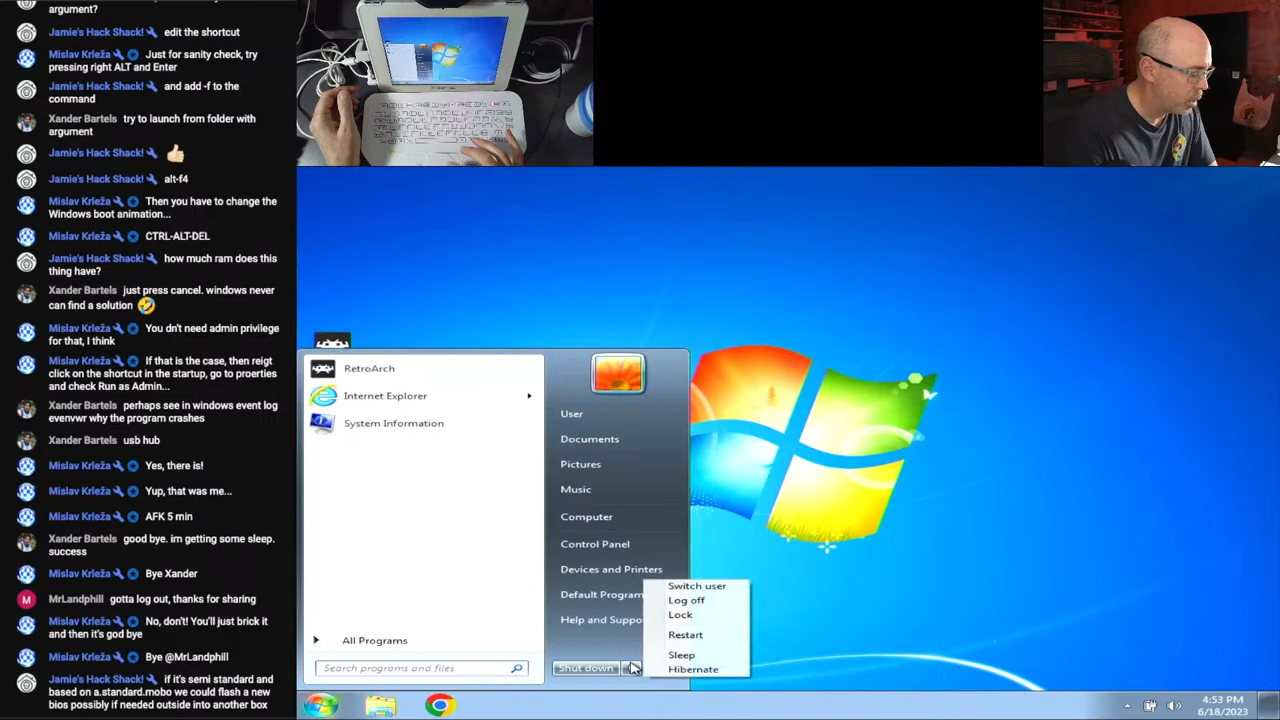 argument?
Jamie's Hack Shack! edit the shortcut
Mislav Krleža Just for sanity check, try
pressing right ALT and Enter
Jamie's Hack Shack! and add -f to the
command
Xander Bartels try to launch from folder with
argument
Jamie's Hack Shack! 👍🏼
Jamie's Hack Shack! alt-f4
Mislav Krleža Then you have to change the
Windows boot animation...
Mislav Krleža CTRL-ALT-DEL
Jamie's Hack Shack! how much ram does this
thing have?
Xander Bartels just press cancel. windows never
can find a solution 🤣
Mislav Krleža You dn't need admin privilege
for that, I think
Mislav Krleža If that is the case, then reigt
click on the shortcut in the startup, go to proerties
and check Run as Admin...
Xander Bartels perhaps see in windows event log
evenvwr why the program crashes
Xander Bartels usb hub
Mislav Krleža Yes, there is!
Mislav Krleža Yup, that was me...
Mislav Krleža AFK 5 min
Xander Bartels good bye. im getting some sleep.
success
Mislav Krleža Bye Xander
M MrLandphill gotta log out, thanks for sharing
Mislav Krleža No, don't! You'll just brick it
and then it's god bye
Mislav Krleža Bye @MrLandphill
Jamie's Hack Shack! if it's semi standard and
based on a.standard.mobo we could flash a new
bios possibly if needed outside into another box
RetroArch
Internet Explorer
System Information
All Programs
Search programs and files
User
Documents
Pictures
Music
Computer
Control Panel
Devices and Printers
Default Program
Help and Suppo
Shut down
Switch user
Log off
Lock
Restart
Sleep
Hibernate
4:53 PM
6/18/2023